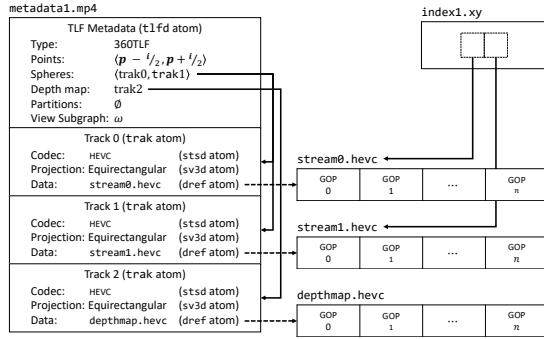 metadata1.mp4
TLF Metadata (tlfd atom)
Type: 360TLF
Points: ⟨p − i/2, p + i/2⟩
Spheres: ⟨trak0, trak1⟩
Depth map: trak2
Partitions: ∅
View Subgraph: ω
Track 0 (trak atom)
Codec: HEVC (stsd atom)
Projection: Equirectangular (sv3d atom)
Data: stream0.hevc (dref atom)
Track 1 (trak atom)
Codec: HEVC (stsd atom)
Projection: Equirectangular (sv3d atom)
Data: stream1.hevc (dref atom)
Track 2 (trak atom)
Codec: HEVC (stsd atom)
Projection: Equirectangular (sv3d atom)
Data: depthmap.hevc (dref atom)
index1.xy
stream0.hevc
GOP 0 GOP 1 ... GOP n
stream1.hevc
GOP 0 GOP 1 ... GOP n
depthmap.hevc
GOP 0 GOP 1 ... GOP n